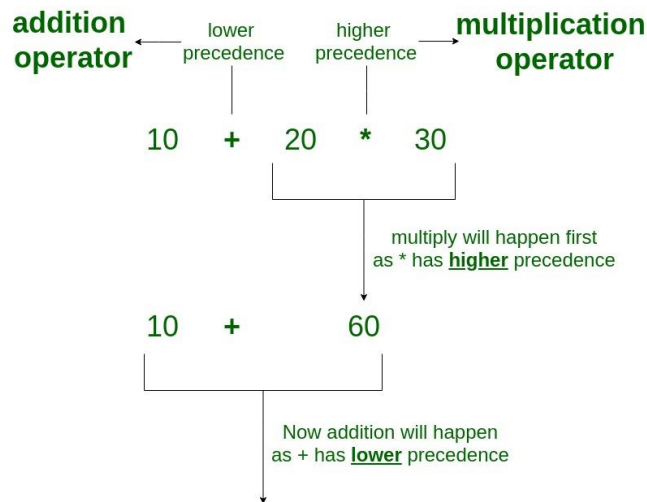 addition
operator
lower
precedence
higher
precedence
multiplication
operator
10 + 20 * 30
multiply will happen first
as * has higher precedence
10 + 60
Now addition will happen
as + has lower precedence